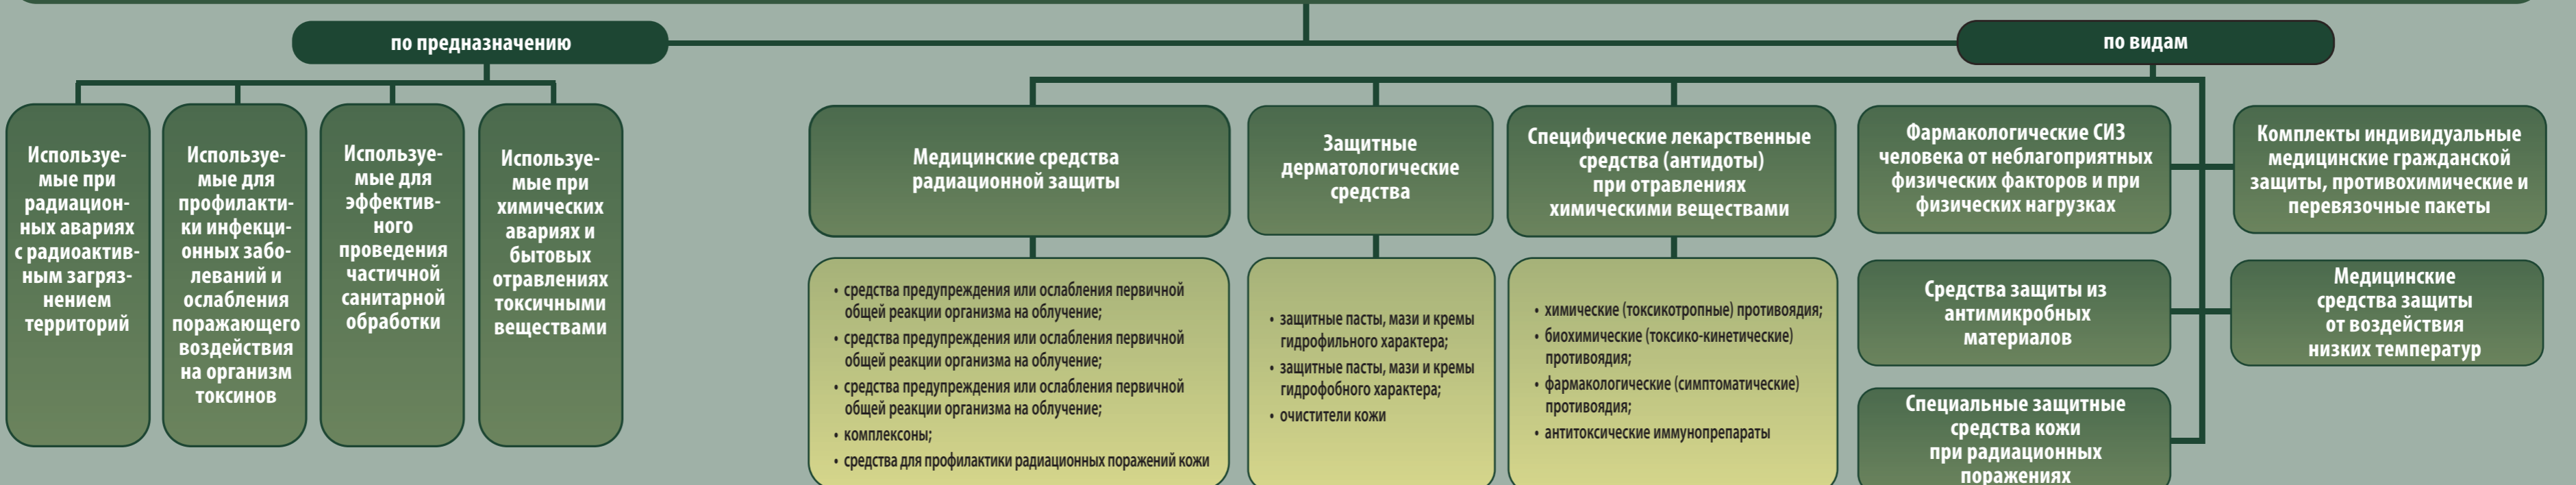 по предназначению
по видам
Используе-
мые при
радиацион-
ных авариях
с радиоактив-
ным загряз-
нением
территорий
Используе-
мые для
профилакти-
ки инфекци-
онных забо-
леваний и
ослабления
поражающего
воздействия
на организм
токсинов
Используе-
мые для
эффектив-
ного
проведения
частичной
санитарной
обработки
Используе-
мые при
химических
авариях и
бытовых
отравлениях
токсичными
веществами
Медицинские средства
радиационной защиты
• средства предупреждения или ослабления первичной
общей реакции организма на облучение;
• средства предупреждения или ослабления первичной
общей реакции организма на облучение;
• средства предупреждения или ослабления первичной
общей реакции организма на облучение;
• комплексоны;
• средства для профилактики радиационных поражений кожи
Защитные
дерматологические
средства
• защитные пасты, мази и кремы
гидрофильного характера;
• защитные пасты, мази и кремы
гидрофобного характера;
• очистители кожи
Специфические лекарственные
средства (антидоты)
при отравлениях
химическими веществами
• химические (токсикотропные) противоядия;
• биохимические (токсико-кинетические)
противоядия;
• фармакологические (симптоматические)
противоядия;
• антитоксические иммунопрепараты
Фармакологические СИЗ
человека от неблагоприятных
физических факторов и при
физических нагрузках
Комплекты индивидуальные
медицинские гражданской
защиты, противохимические и
перевязочные пакеты
Средства защиты из
антимикробных
материалов
Медицинские
средства защиты
от воздействия
низких температур
Специальные защитные
средства кожи
при радиационных
поражениях